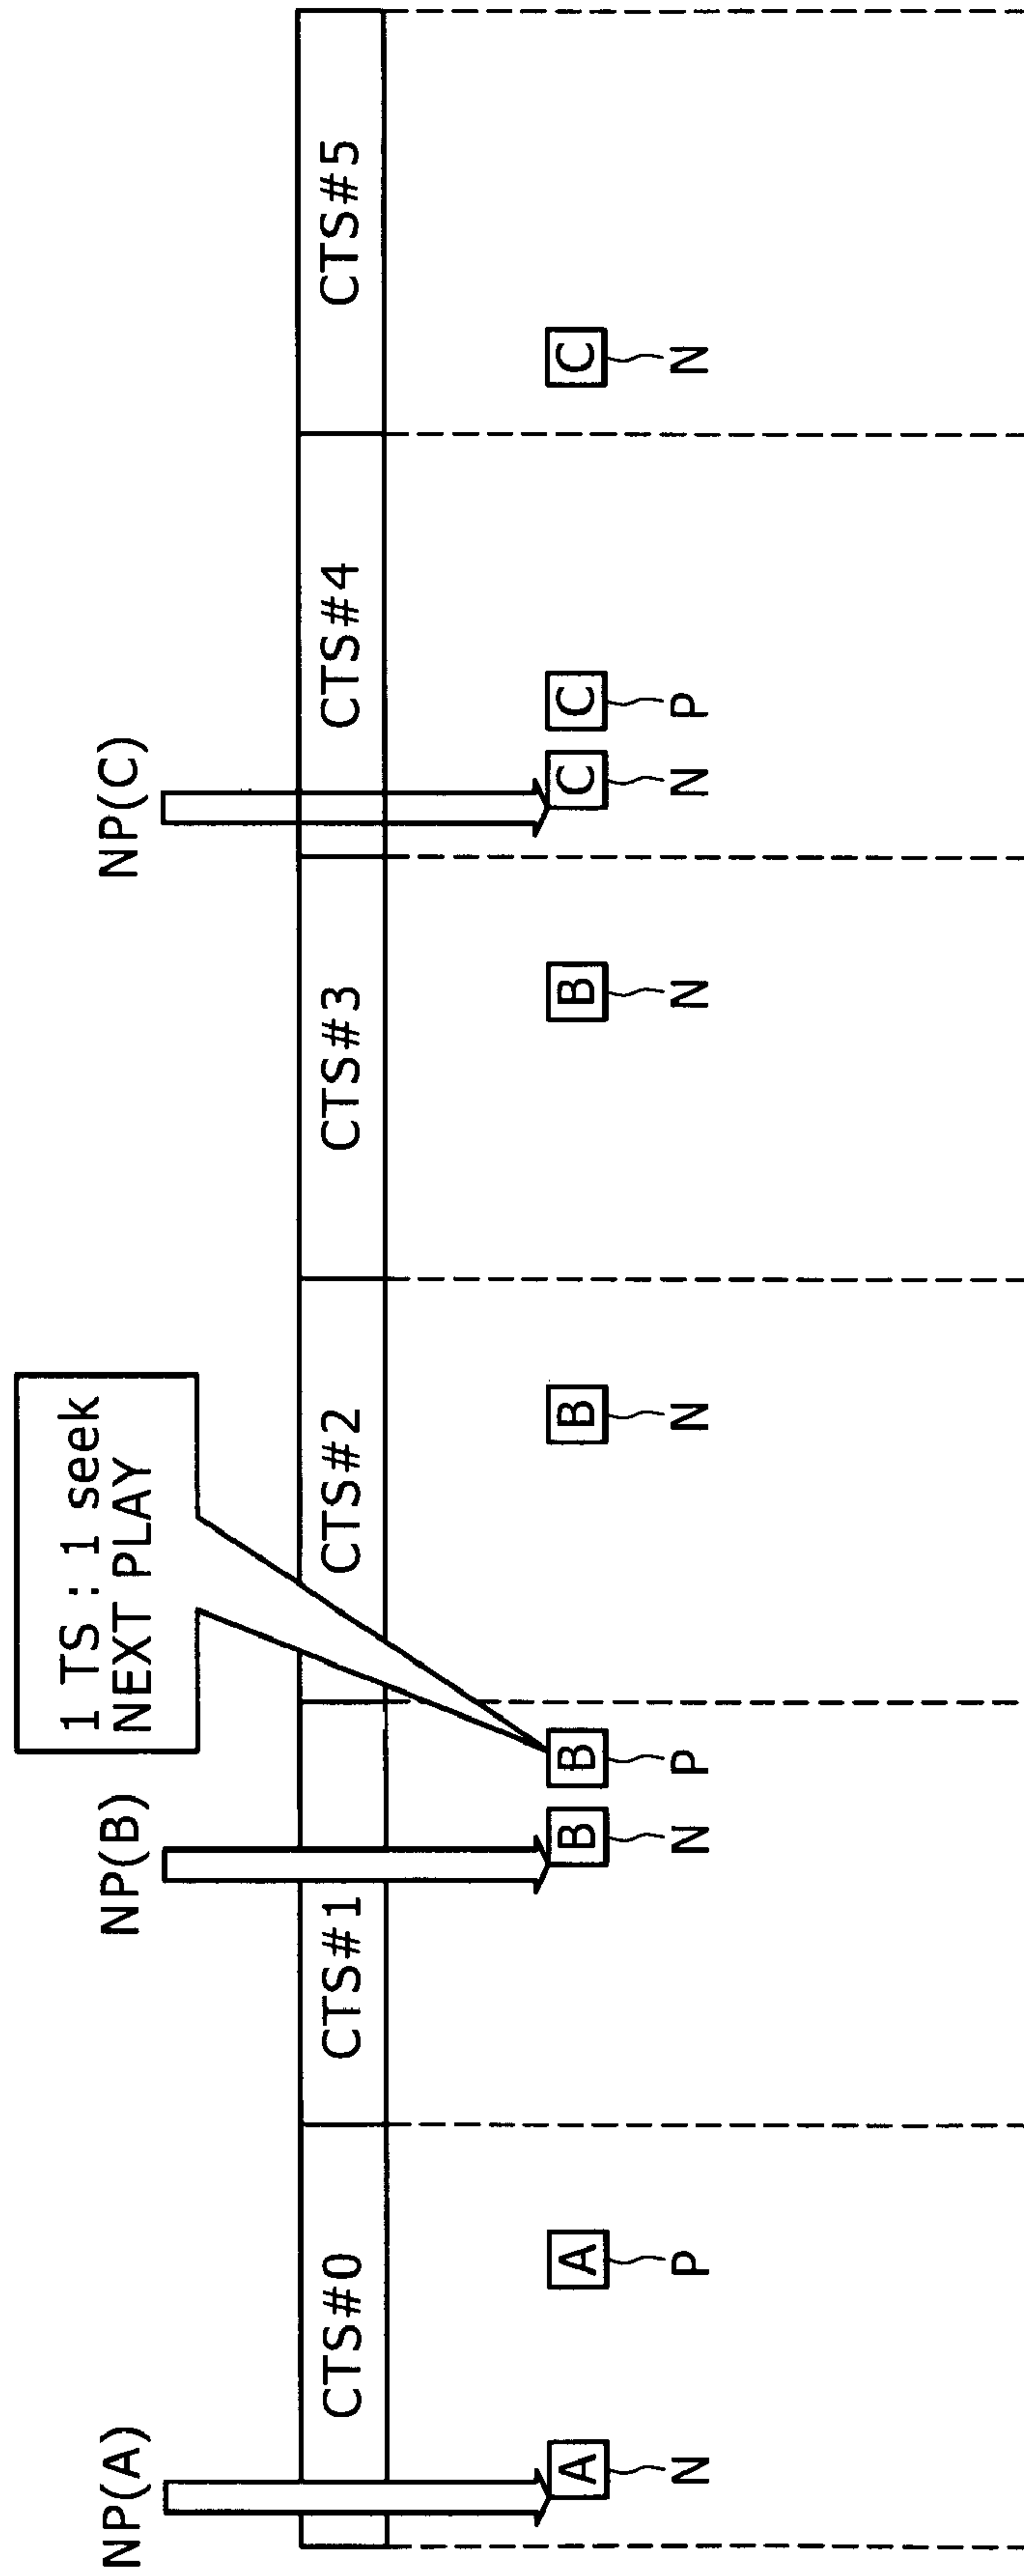 NP(A)
NP(B)
1 TS : 1 seek
NEXT PLAY
NP(C)
CTS#0
CTS#1
CTS#2
CTS#3
CTS#4
CTS#5
A
A
B
B
B
B
C
C
C
N
P
N
P
N
N
N
P
N